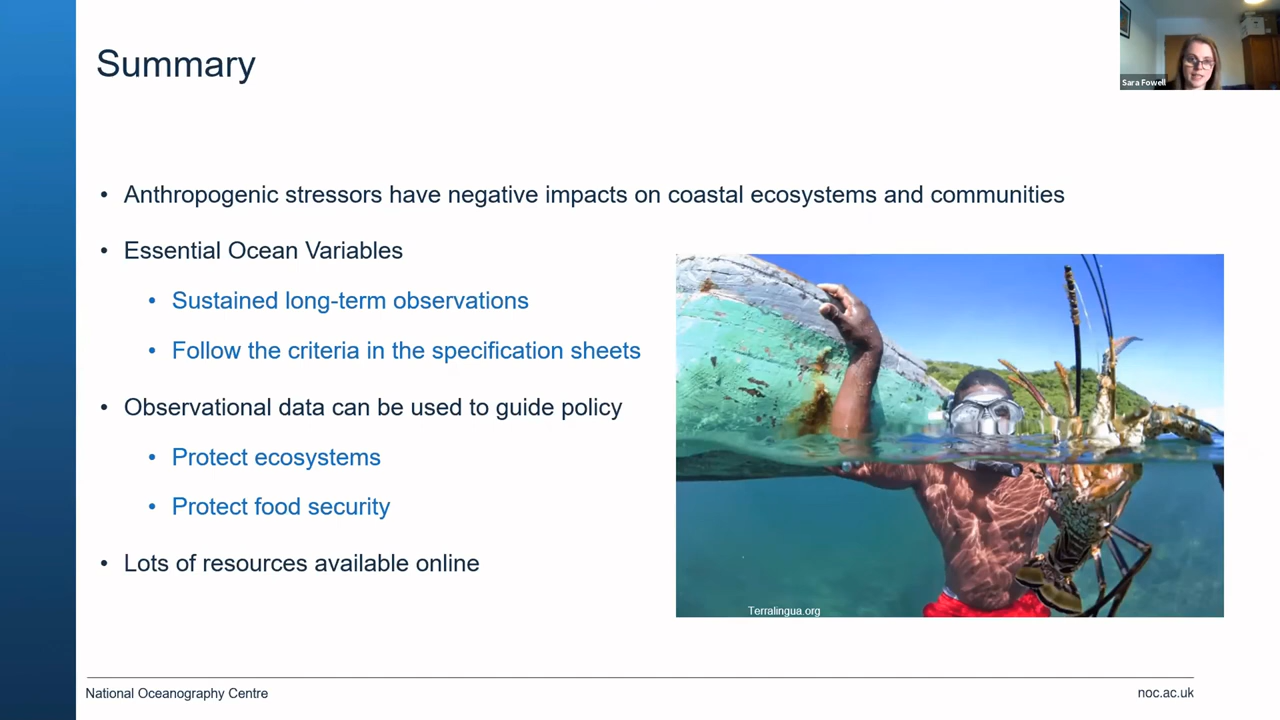 Summary
Sara Fowell
• Anthropogenic stressors have negative impacts on coastal ecosystems and communities
• Essential Ocean Variables
• Sustained long-term observations
• Follow the criteria in the specification sheets
• Observational data can be used to guide policy
• Protect ecosystems
• Protect food security
• Lots of resources available online
Terralingua.org
National Oceanography Centre
noc.ac.uk